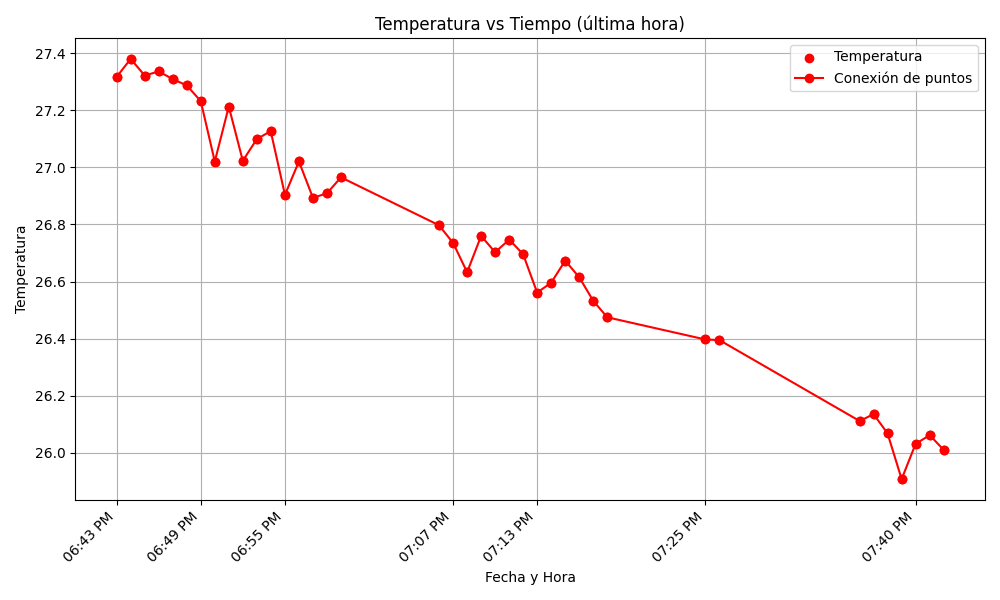 Temperatura vs Tiempo (última hora)
Temperatura
Conexión de puntos
27.4
27.2
27.0
26.8
26.6
26.4
26.2
26.0
Temperatura
06:43 PM
06:49 PM
06:55 PM
07:07 PM
07:13 PM
07:25 PM
07:40 PM
Fecha y Hora